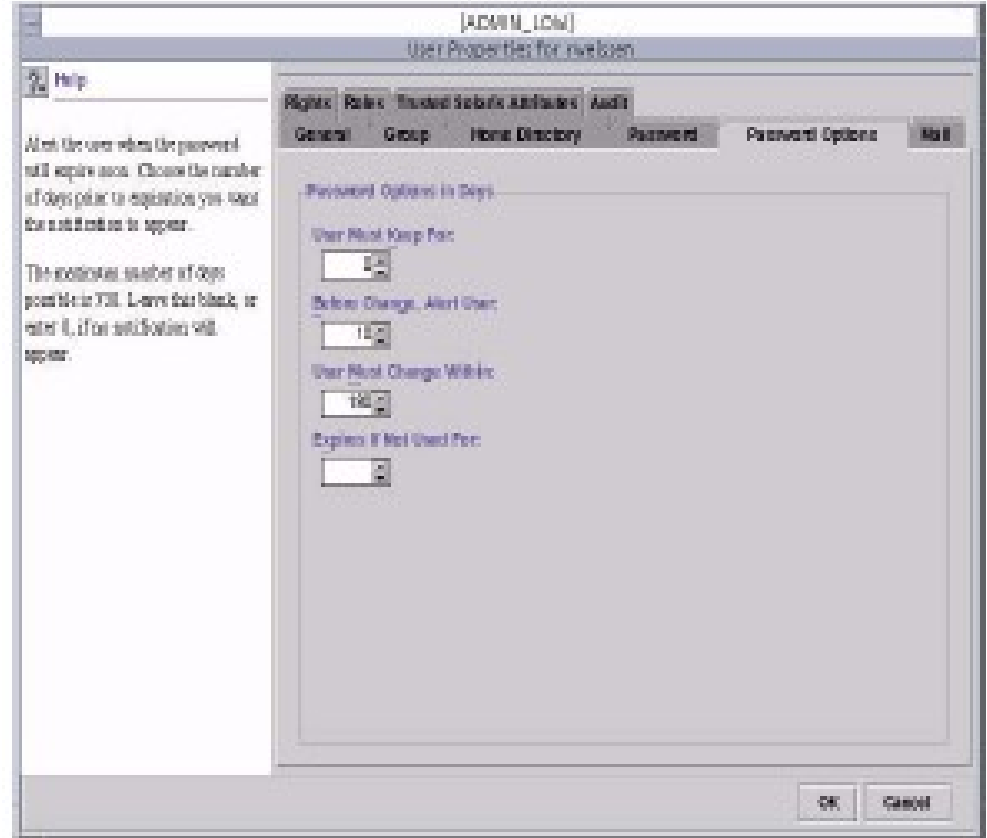 [ADMIN_LOW]
User Properties for nweissen
Help
Alert the user when the password
will expire soon. Choose the number
of days prior to expiration you want
the notification to appear.
The maximum number of days
possible is Leave this blank, or
enter 0, if no notification will
appear.
Rights Roles Trusted Solaris Attributes Audit
General Group Home Directory Password Password Options Mail
Password Options in Days
User Must Keep For:
Before Change, Alert User:
User Must Change Within:
Expires if Not Used For:
OK Cancel